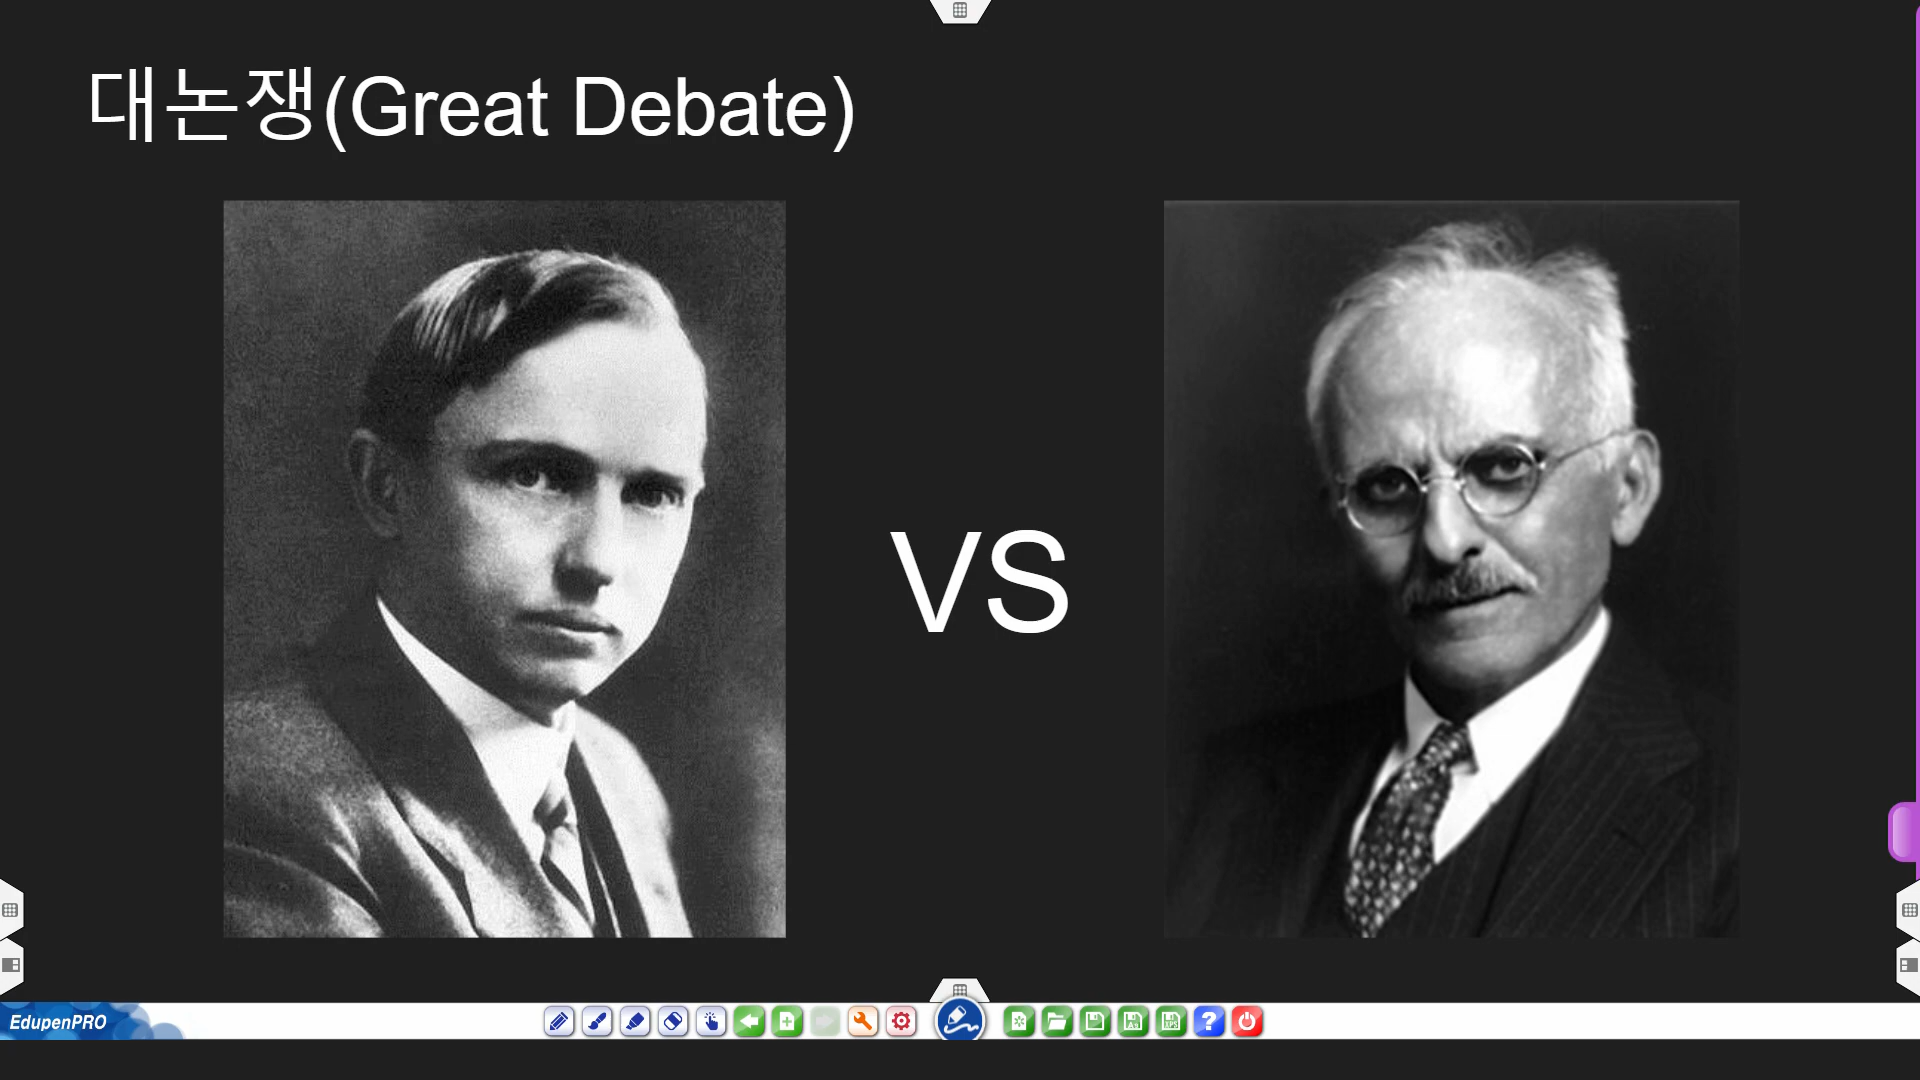 대논쟁(Great Debate)
VS
EdupenPRO